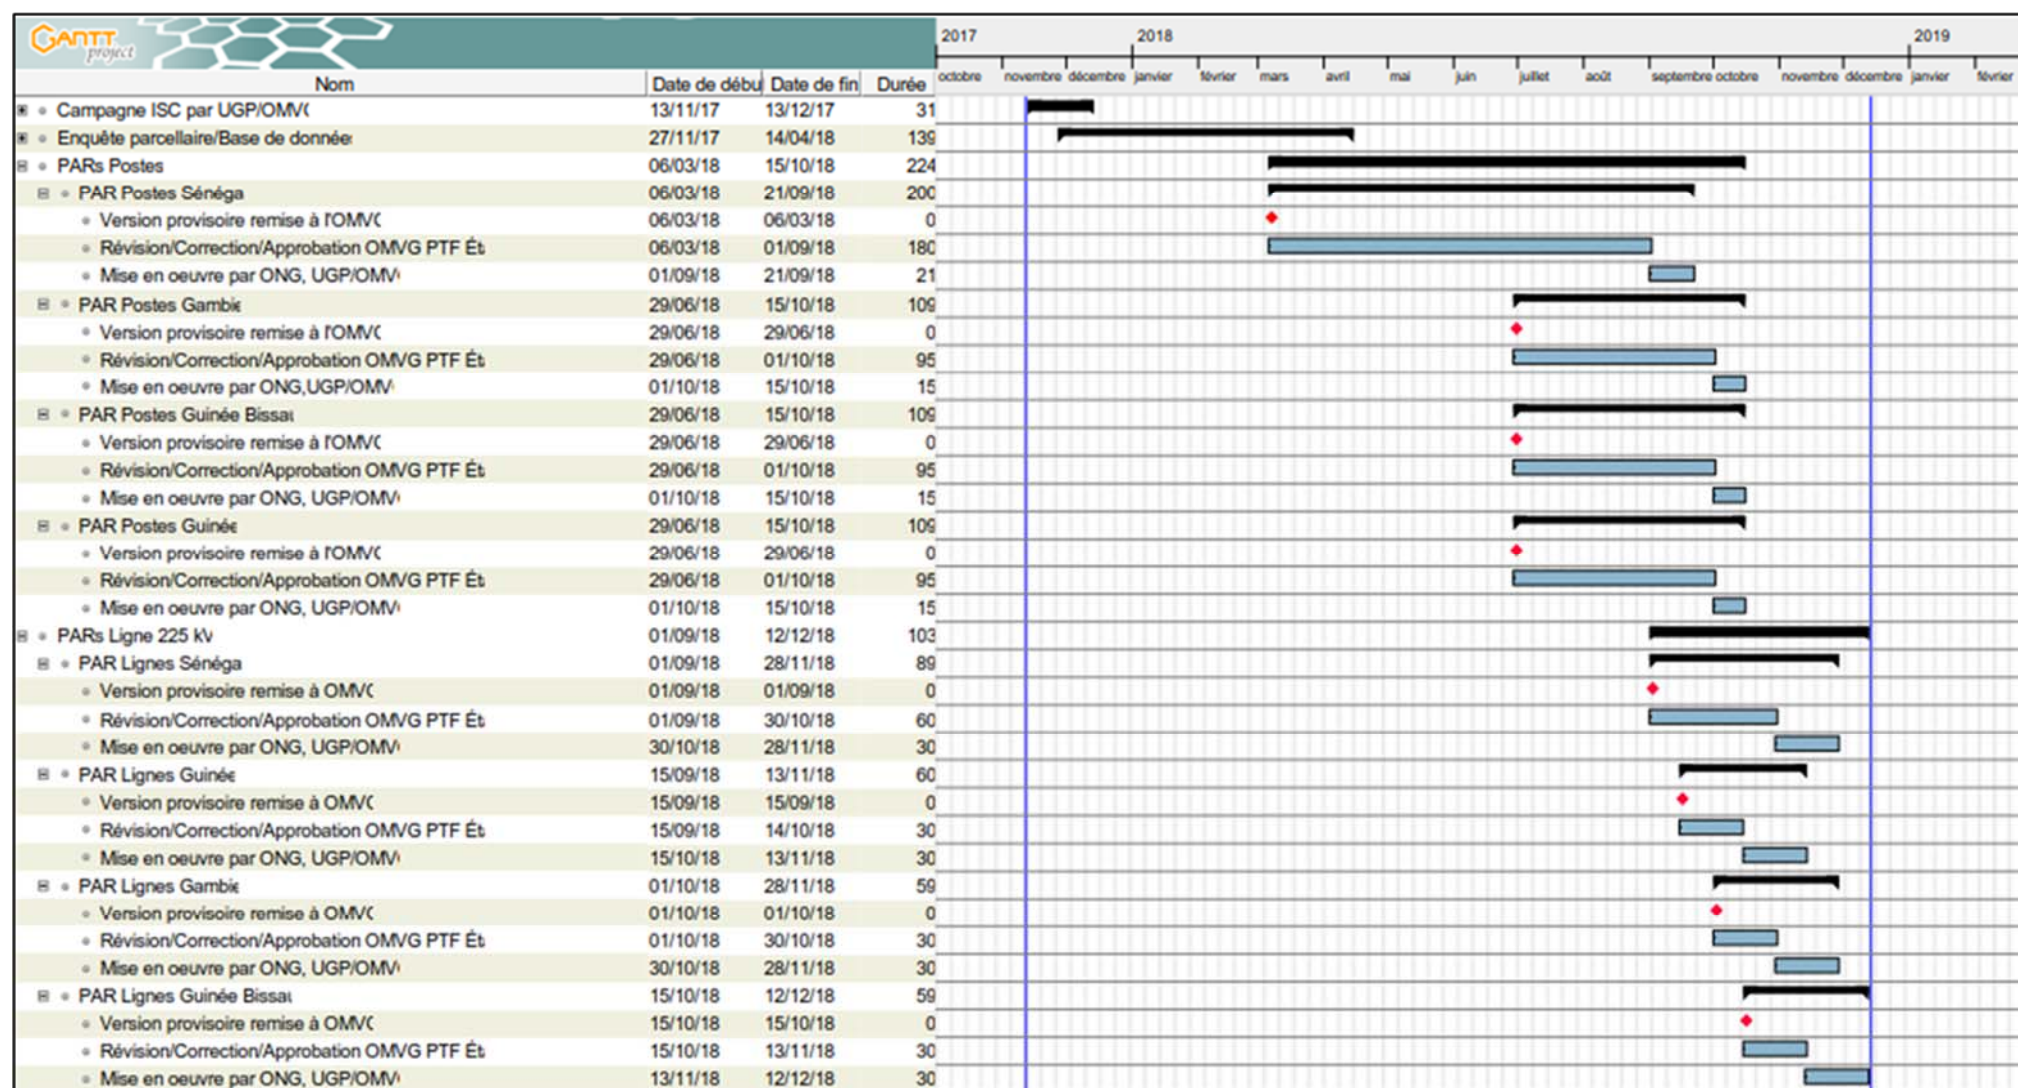 GANTT project
2017 2018 2019
Nom Date de débu Date de fin Durée octobre novembre décembre janvier février mars avril mai juin juillet août septembre octobre novembre décembre janvier février
Campagne ISC par UGP/OMV( 13/11/17 13/12/17 31
Enquête parcellaire/Base de donnée 27/11/17 14/04/18 139
PARs Postes 06/03/18 15/10/18 224
PAR Postes Sénéga 06/03/18 21/09/18 200
Version provisoire remise à l'OMV( 06/03/18 06/03/18 0
Révision/Correction/Approbation OMVG PTF Ét 06/03/18 01/09/18 180
Mise en oeuvre par ONG, UGP/OMV 01/09/18 21/09/18 21
PAR Postes Gambie 29/06/18 15/10/18 109
Version provisoire remise à l'OMV( 29/06/18 29/06/18 0
Révision/Correction/Approbation OMVG PTF Ét 29/06/18 01/10/18 95
Mise en oeuvre par ONG,UGP/OMV 01/10/18 15/10/18 15
PAR Postes Guinée Bissau 29/06/18 15/10/18 109
Version provisoire remise à l'OMV( 29/06/18 29/06/18 0
Révision/Correction/Approbation OMVG PTF Ét 29/06/18 01/10/18 95
Mise en oeuvre par ONG, UGP/OMV 01/10/18 15/10/18 15
PAR Postes Guinée 29/06/18 15/10/18 109
Version provisoire remise à l'OMV( 29/06/18 29/06/18 0
Révision/Correction/Approbation OMVG PTF Ét 29/06/18 01/10/18 95
Mise en oeuvre par ONG, UGP/OMV 01/10/18 15/10/18 15
PARs Ligne 225 kV 01/09/18 12/12/18 103
PAR Lignes Sénéga 01/09/18 28/11/18 89
Version provisoire remise à OMV( 01/09/18 01/09/18 0
Révision/Correction/Approbation OMVG PTF Ét 01/09/18 30/10/18 60
Mise en oeuvre par ONG, UGP/OMV 30/10/18 28/11/18 30
PAR Lignes Guinée 15/09/18 13/11/18 60
Version provisoire remise à OMV( 15/09/18 15/09/18 0
Révision/Correction/Approbation OMVG PTF Ét 15/09/18 14/10/18 30
Mise en oeuvre par ONG, UGP/OMV 15/10/18 13/11/18 30
PAR Lignes Gambie 01/10/18 28/11/18 59
Version provisoire remise à OMV( 01/10/18 01/10/18 0
Révision/Correction/Approbation OMVG PTF Ét 01/10/18 30/10/18 30
Mise en oeuvre par ONG, UGP/OMV 30/10/18 28/11/18 30
PAR Lignes Guinée Bissau 15/10/18 12/12/18 59
Version provisoire remise à OMV( 15/10/18 15/10/18 0
Révision/Correction/Approbation OMVG PTF Ét 15/10/18 13/11/18 30
Mise en oeuvre par ONG, UGP/OMV 13/11/18 12/12/18 30